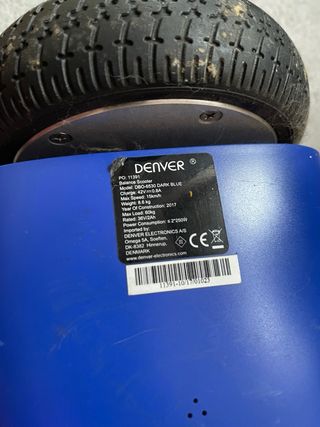 DENVER ®
PO: 11391
Balance Scooter
Model: DBO-6530 DARK BLUE
Charge: 42V⎓0.8A
Max Speed: 15km/h
Weight: 8.6 kg
Year Of Construction: 2017
Max Load: 60kg
Rated: 36V/2Ah
Power Consumption: ≤ 2*250W
Imported by:
DENVER ELECTRONICS A/S
Omega 5A, Soeften,
DK-8382 Hinnerup,
DENMARK
www.denver-electronics.com
11391-10/1701023